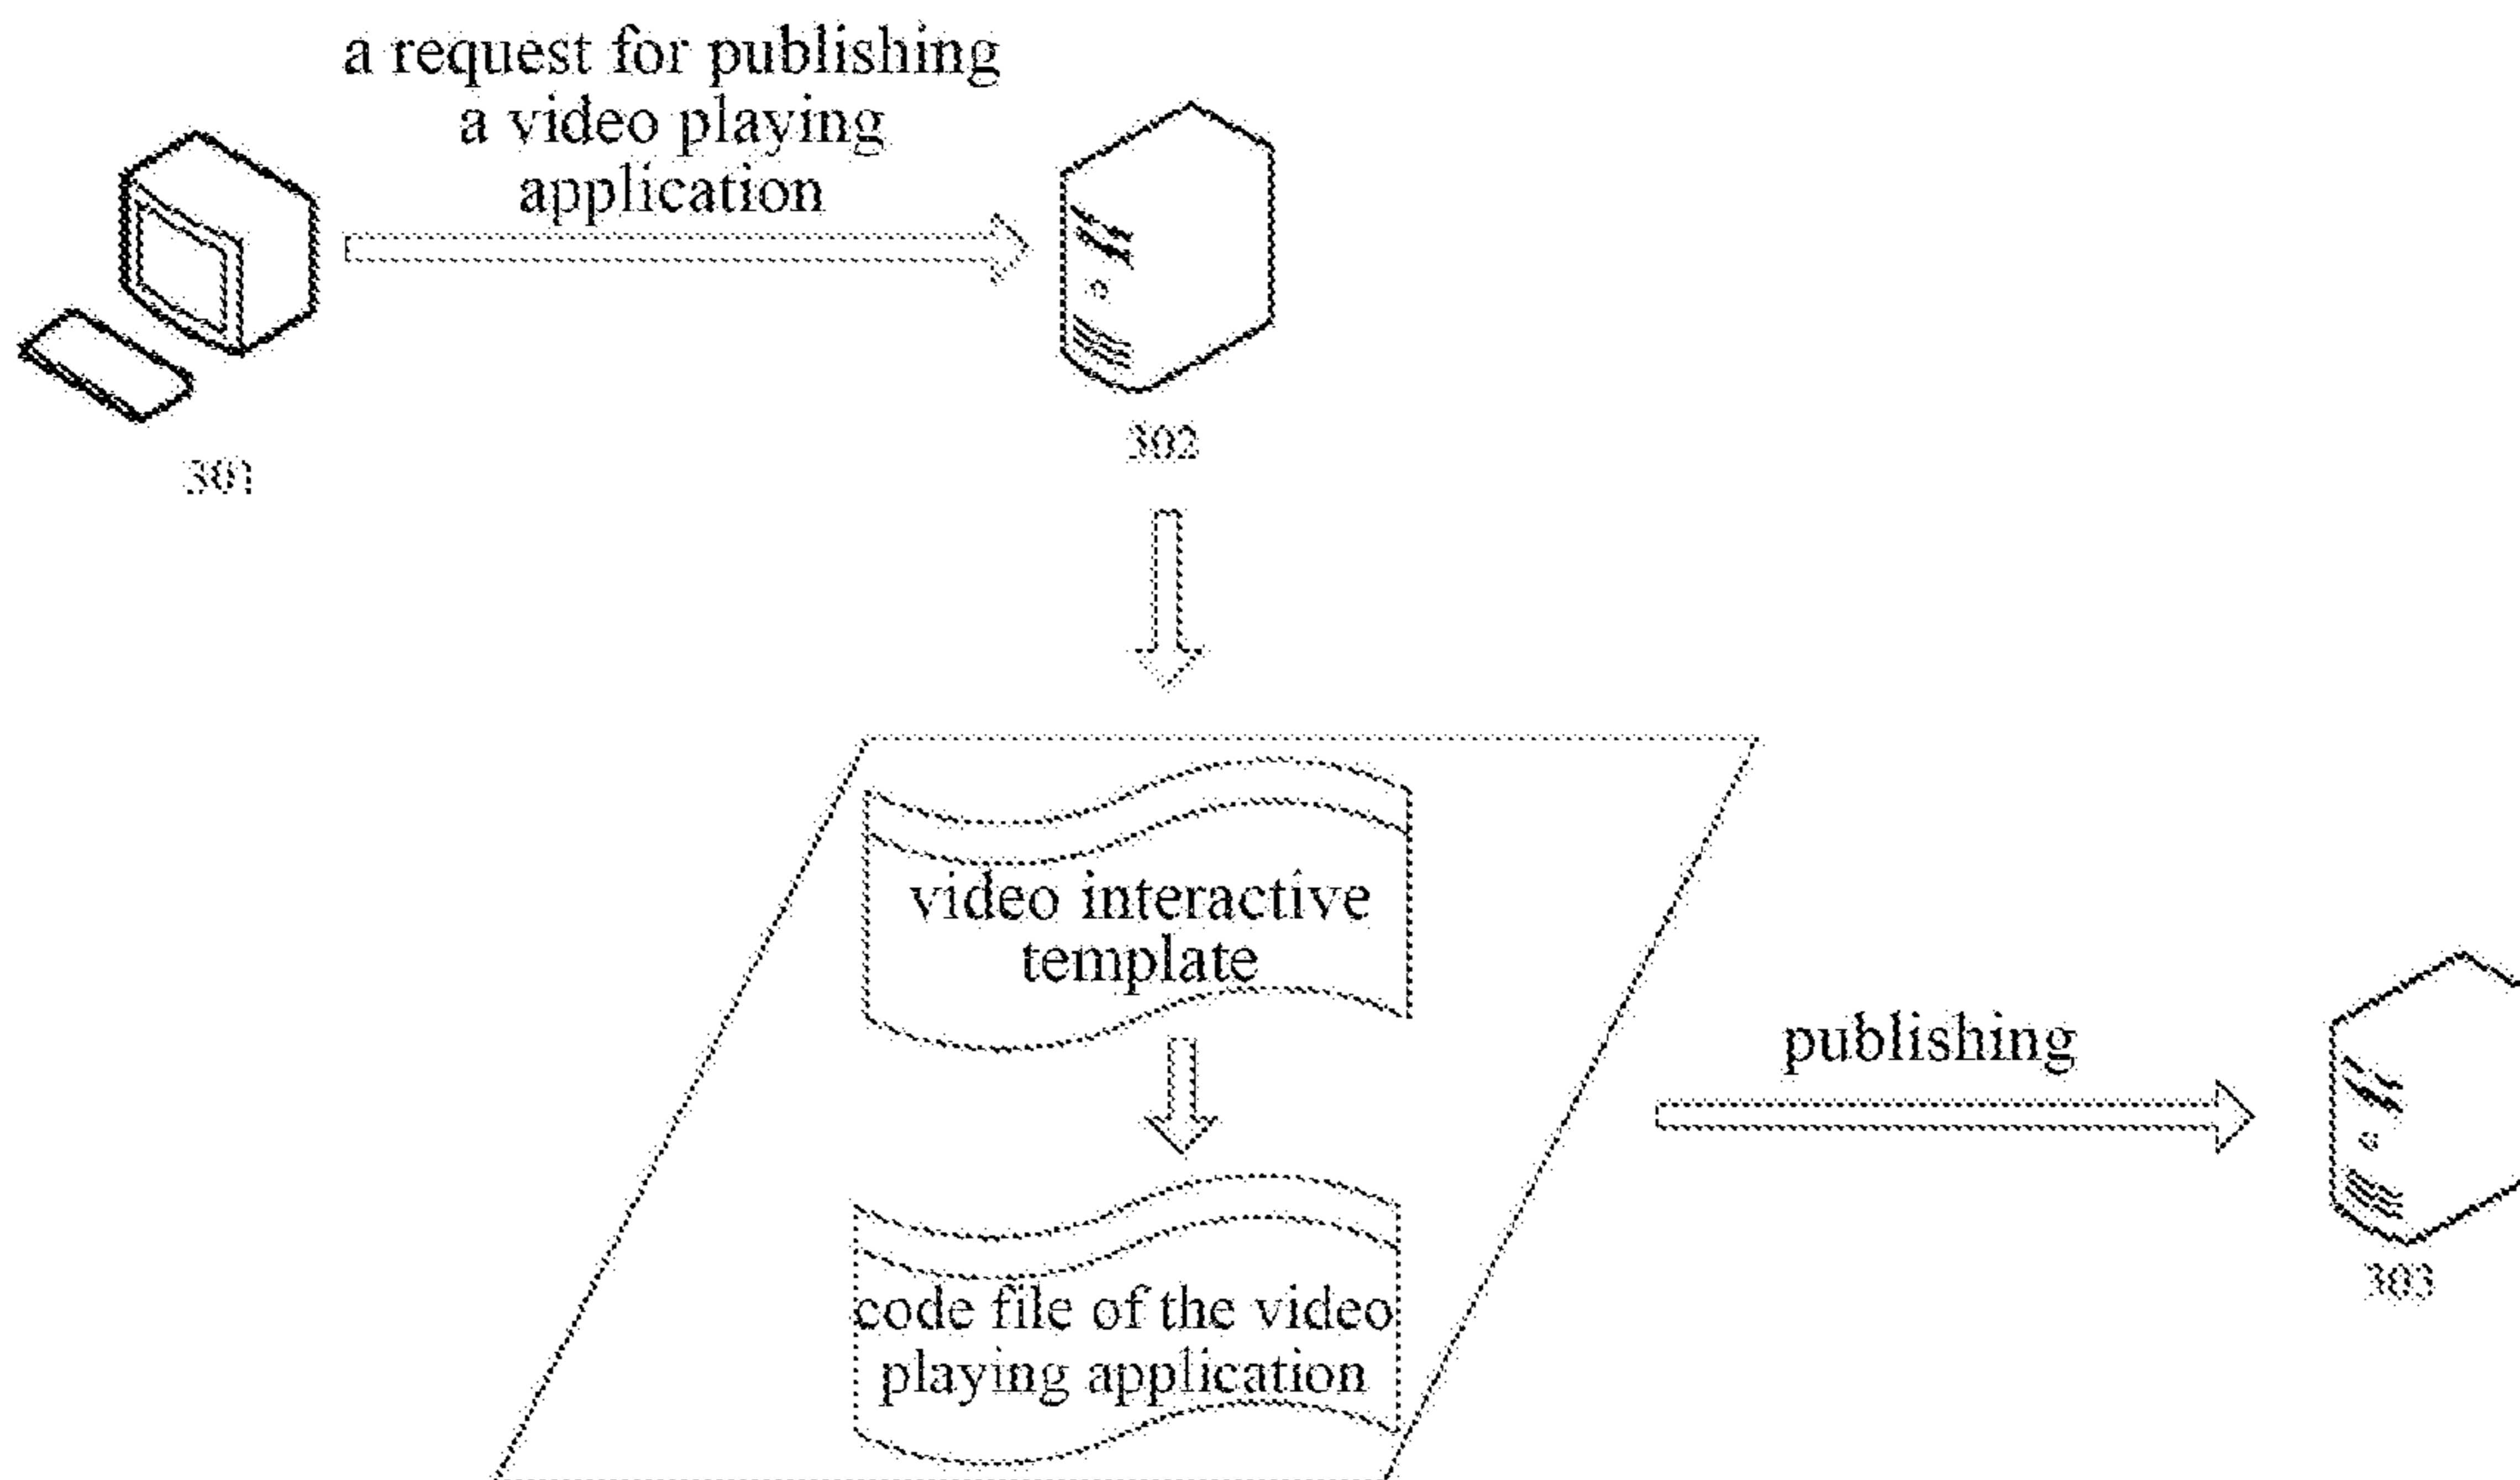 a request for publishing
a video playing
application
301
302
video interactive
template
publishing
303
code file of the video
playing application